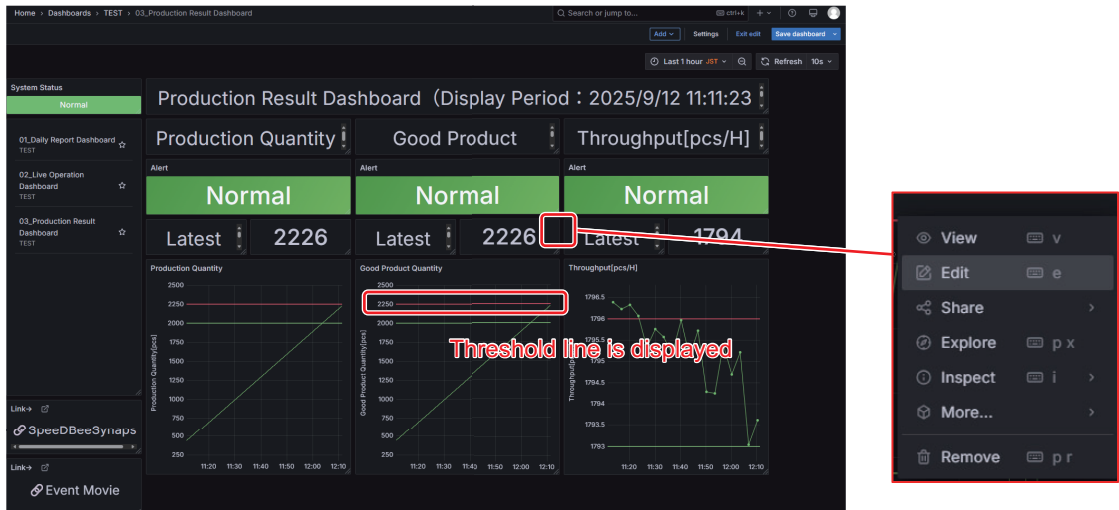 Home › Dashboards › TEST › 03_Production Result Dashboard
Search or jump to...
ctrl+k
Add
Settings
Exit edit
Save dashboard
Last 1 hour JST
Refresh 10s
System Status
Normal
01_Daily Report Dashboard
TEST
02_Live Operation
Dashboard
TEST
03_Production Result
Dashboard
TEST
Link→
SpeeDBeeSynaps
Link→
Event Movie
Production Result Dashboard（Display Period：2025/9/12 11:11:23
Production Quantity
Good Product
Throughput[pcs/H]
Alert
Normal
Alert
Normal
Alert
Normal
Latest
2226
Latest
2226
Latest
1794
Production Quantity
Production Quantity[pcs]
2500
2250
2000
1750
1500
1250
1000
750
500
250
11:20 11:30 11:40 11:50 12:00 12:10
Good Product Quantity
Good Product Quantity[pcs]
2500
2250
2000
1750
1500
1250
1000
750
500
250
11:20 11:30 11:40 11:50 12:00 12:10
Threshold line is displayed
Throughput[pcs/H]
1796.5
1796
1795.5
1795
1794.5
1794
1793.5
1793
11:20 11:30 11:40 11:50 12:00 12:10
View v
Edit e
Share
Explore p x
Inspect i
More...
Remove p r